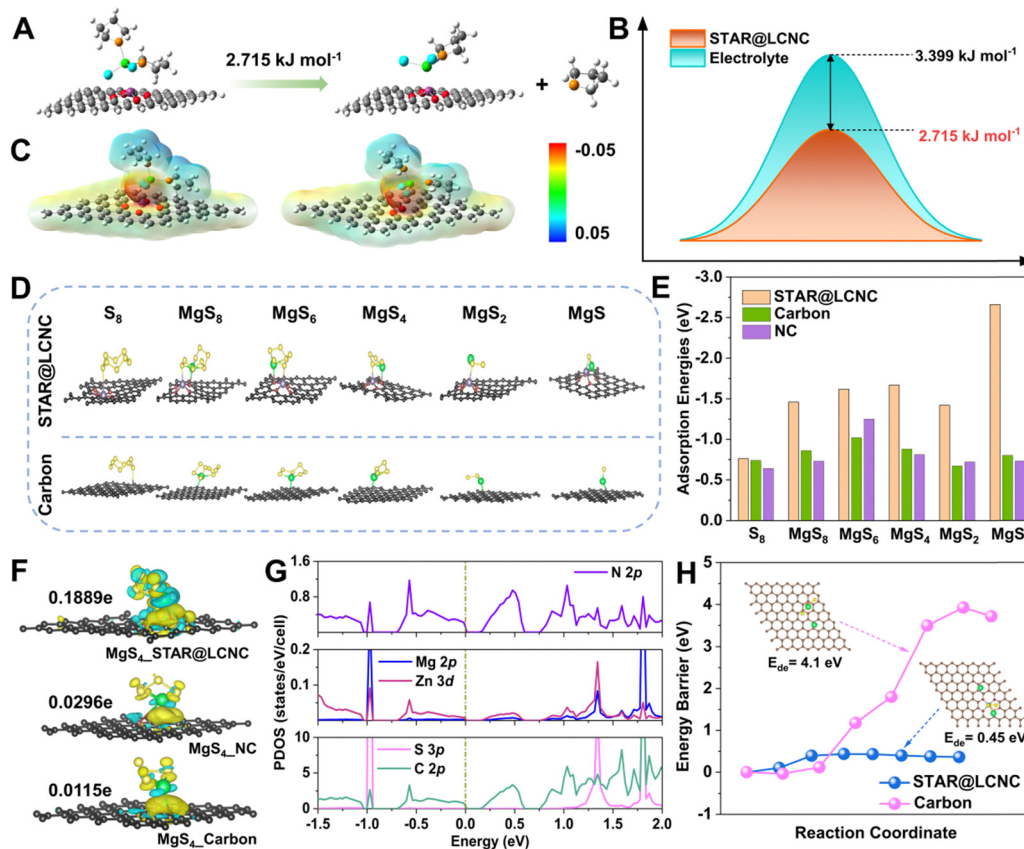 A
2.715 kJ mol⁻¹
+
B
STAR@LCNC
Electrolyte
3.399 kJ mol⁻¹
2.715 kJ mol⁻¹
C
-0.05
0.05
D
S₈ MgS₈ MgS₆ MgS₄ MgS₂ MgS
STAR@LCNC
Carbon
E
Adsorption Energies (eV)
-3.0
-2.5
-2.0
-1.5
-1.0
-0.5
0.0
STAR@LCNC
Carbon
NC
S₈ MgS₈ MgS₆ MgS₄ MgS₂ MgS
F
0.1889e
MgS₄_STAR@LCNC
0.0296e
MgS₄_NC
0.0115e
MgS₄_Carbon
G
PDOS (states/eV/cell)
1.6
0.8
N 2p
0.2
0.1
0.0
Mg 2p
Zn 3d
10
5
0
S 3p
C 2p
-1.5 -1.0 -0.5 0.0 0.5 1.0 1.5 2.0
Energy (eV)
H
Energy Barrier (eV)
5
4
3
2
1
0
-1
E_de= 4.1 eV
E_de= 0.45 eV
STAR@LCNC
Carbon
Reaction Coordinate